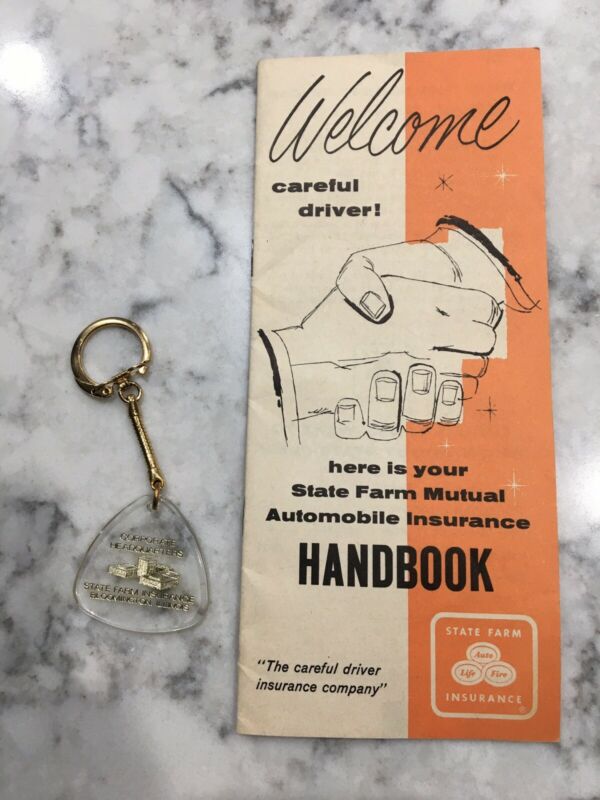 Welcome
careful
driver!
here is your
State Farm Mutual
Automobile Insurance
HANDBOOK
"The careful driver
insurance company"
STATE FARM
Auto
Life Fire
INSURANCE
®
CORPORATE
HEADQUARTERS
STATE FARM INSURANCE
BLOOMINGTON, ILLINOIS